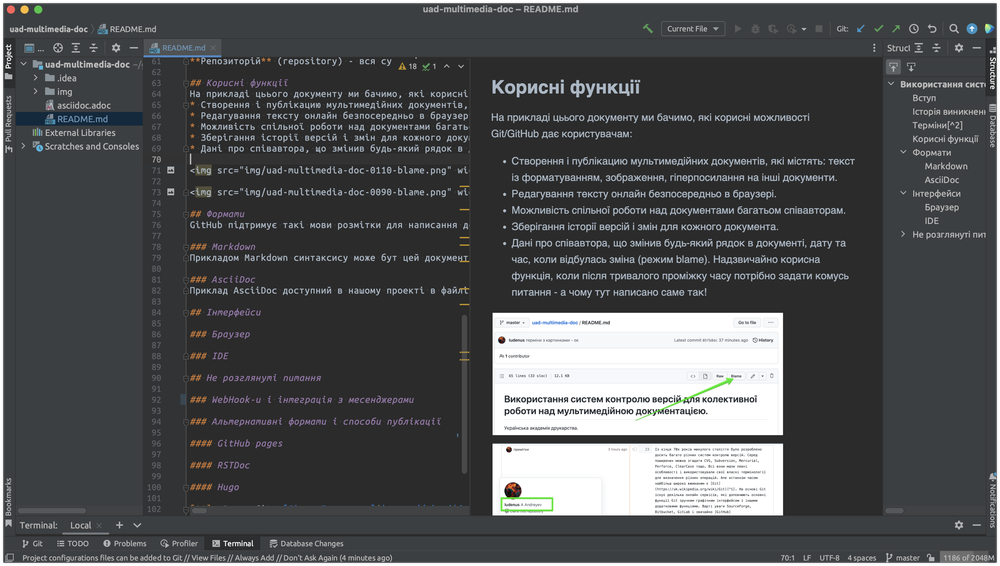 uad-multimedia-doc – README.md
uad-multimedia-doc
README.md
Current File
Git:
Project
uad-multimedia-doc
.idea
img
asciidoc.adoc
README.md
External Libraries
Scratches and Consoles
Pull Requests
Bookmarks
README.md
18
1
61 **Репозиторій** (repository) - вся су
62
63 ## Корисні функції
64 На прикладі цього документу ми бачимо, які корисні
65 * Створення і публікацію мультимедійних документів,
66 * Редагування тексту онлайн безпосередньо в браузер
67 * Можливість спільної роботи над документами багать
68 * Зберігання історії версій і змін для кожного доку
69 * Дані про співавтора, що змінив будь-який рядок в
70
71 <img src="img/uad-multimedia-doc-0110-blame.png" wi
72
73 <img src="img/uad-multimedia-doc-0090-blame.png" wi
74
75 ## Формати
76 GitHub підтримує такі мови розмітки для написання д
77
78 ### Markdown
79 Прикладом Markdown синтаксису може бут цей документ
80
81 ### AsciiDoc
82 Приклад AsciiDoc доступний в нашому проекті в файлі
83
84 ## Інтерфейси
85
86 ### Браузер
87
88 ### IDE
89
90 ## Не розглянуті питання
91
92 ### WebHook-и і інтеграція з месенджерами
93
94 ### Альтернативні формати і способи публікації
95
96 #### GitHub pages
97
98 #### RSTDoc
99
100 #### Hugo
101
102
Корисні функції
На прикладі цього документу ми бачимо, які корисні можливості
Git/GitHub дає користувачам:
• Створення і публікацію мультимедійних документів, які містять: текст
із форматуванням, зображення, гіперпосилання на інші документи.
• Редагування тексту онлайн безпосередньо в браузері.
• Можливість спільної роботи над документами багатьом співавторам.
• Зберігання історії версій і змін для кожного документа.
• Дані про співавтора, що змінив будь-який рядок в документі, дату та
час, коли відбулась зміна (режим blame). Надзвичайно корисна
функція, коли після тривалого проміжку часу потрібно задати комусь
питання - а чому тут написано саме так!
master
uad-multimedia-doc / README.md
Go to file
ludenus терміни з картинками - ок
37 minutes ago
History
1 contributor
12.1 KB
Raw
Blame
Використання систем контролю версій для колективної
роботи над мультимедійною документацією.
Українська академія друкарства.
3 hours ago
ludenus
Struct
Використання сист
Вступ
Історія виникненн
Терміни[^2]
Корисні функції
Формати
Markdown
AsciiDoc
Інтерфейси
Браузер
IDE
Не розглянуті пит
Structure
Database
Notifications
Terminal:
Local
Git
TODO
Problems
Profiler
Terminal
Database Changes
Project configurations files can be added to Git // View Files // Always Add // Don't Ask Again (4 minutes ago)
70:1
LF
UTF-8
4 spaces
master
1186 of 2048M